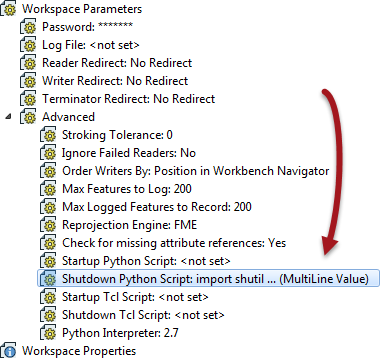 Workspace Parameters
Password: *******
Log File: <not set>
Reader Redirect: No Redirect
Writer Redirect: No Redirect
Terminator Redirect: No Redirect
Advanced
Stroking Tolerance: 0
Ignore Failed Readers: No
Order Writers By: Position in Workbench Navigator
Max Features to Log: 200
Max Logged Features to Record: 200
Reprojection Engine: FME
Check for missing attribute references: Yes
Startup Python Script: <not set>
Shutdown Python Script: import shutil ... (MultiLine Value)
Startup Tcl Script: <not set>
Shutdown Tcl Script: <not set>
Python Interpreter: 2.7
Workspace Properties